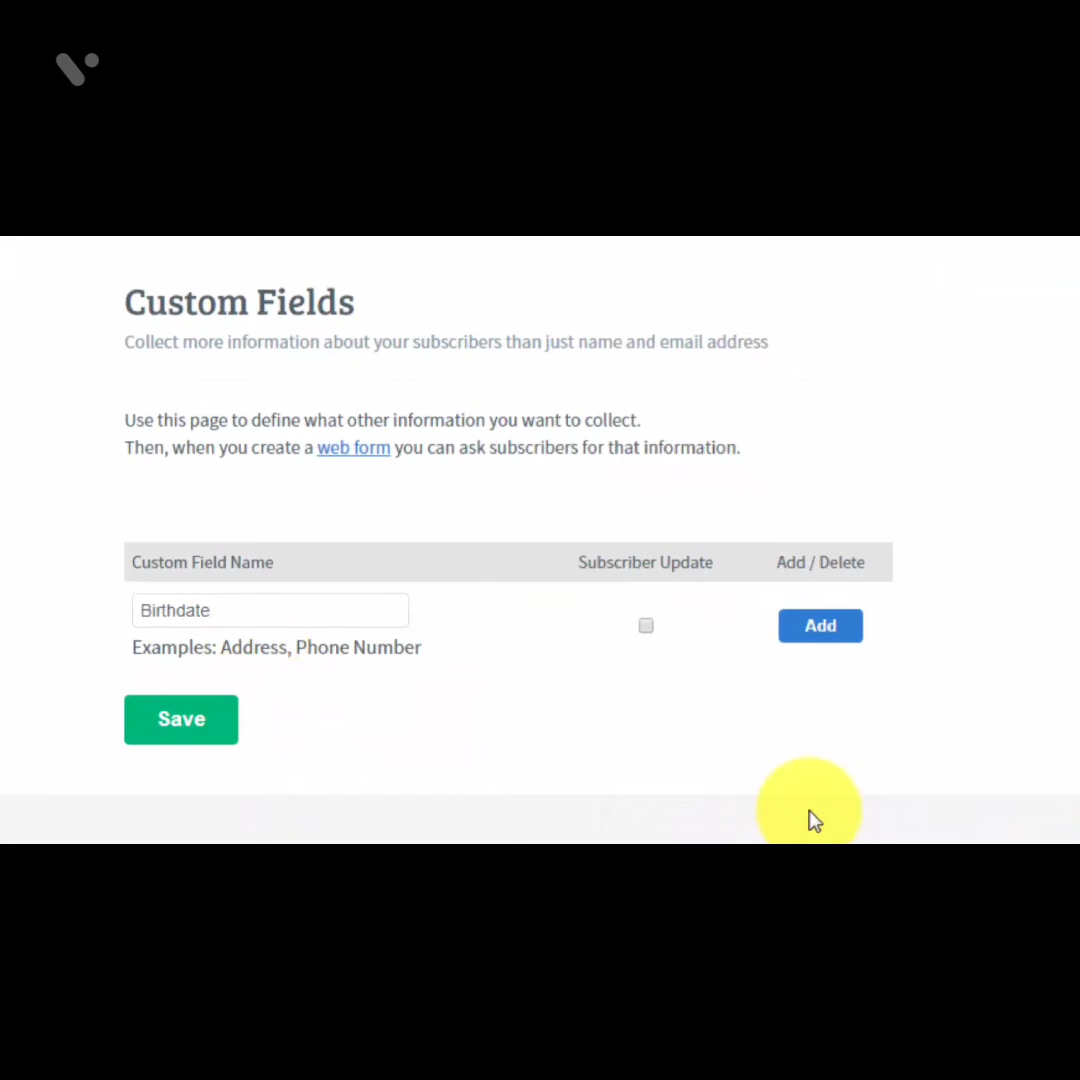 Custom Fields
Collect more information about your subscribers than just name and email address
Use this page to define what other information you want to collect.
Then, when you create a web form you can ask subscribers for that information.
Custom Field Name Subscriber Update Add / Delete
Birthdate
Add
Examples: Address, Phone Number
Save